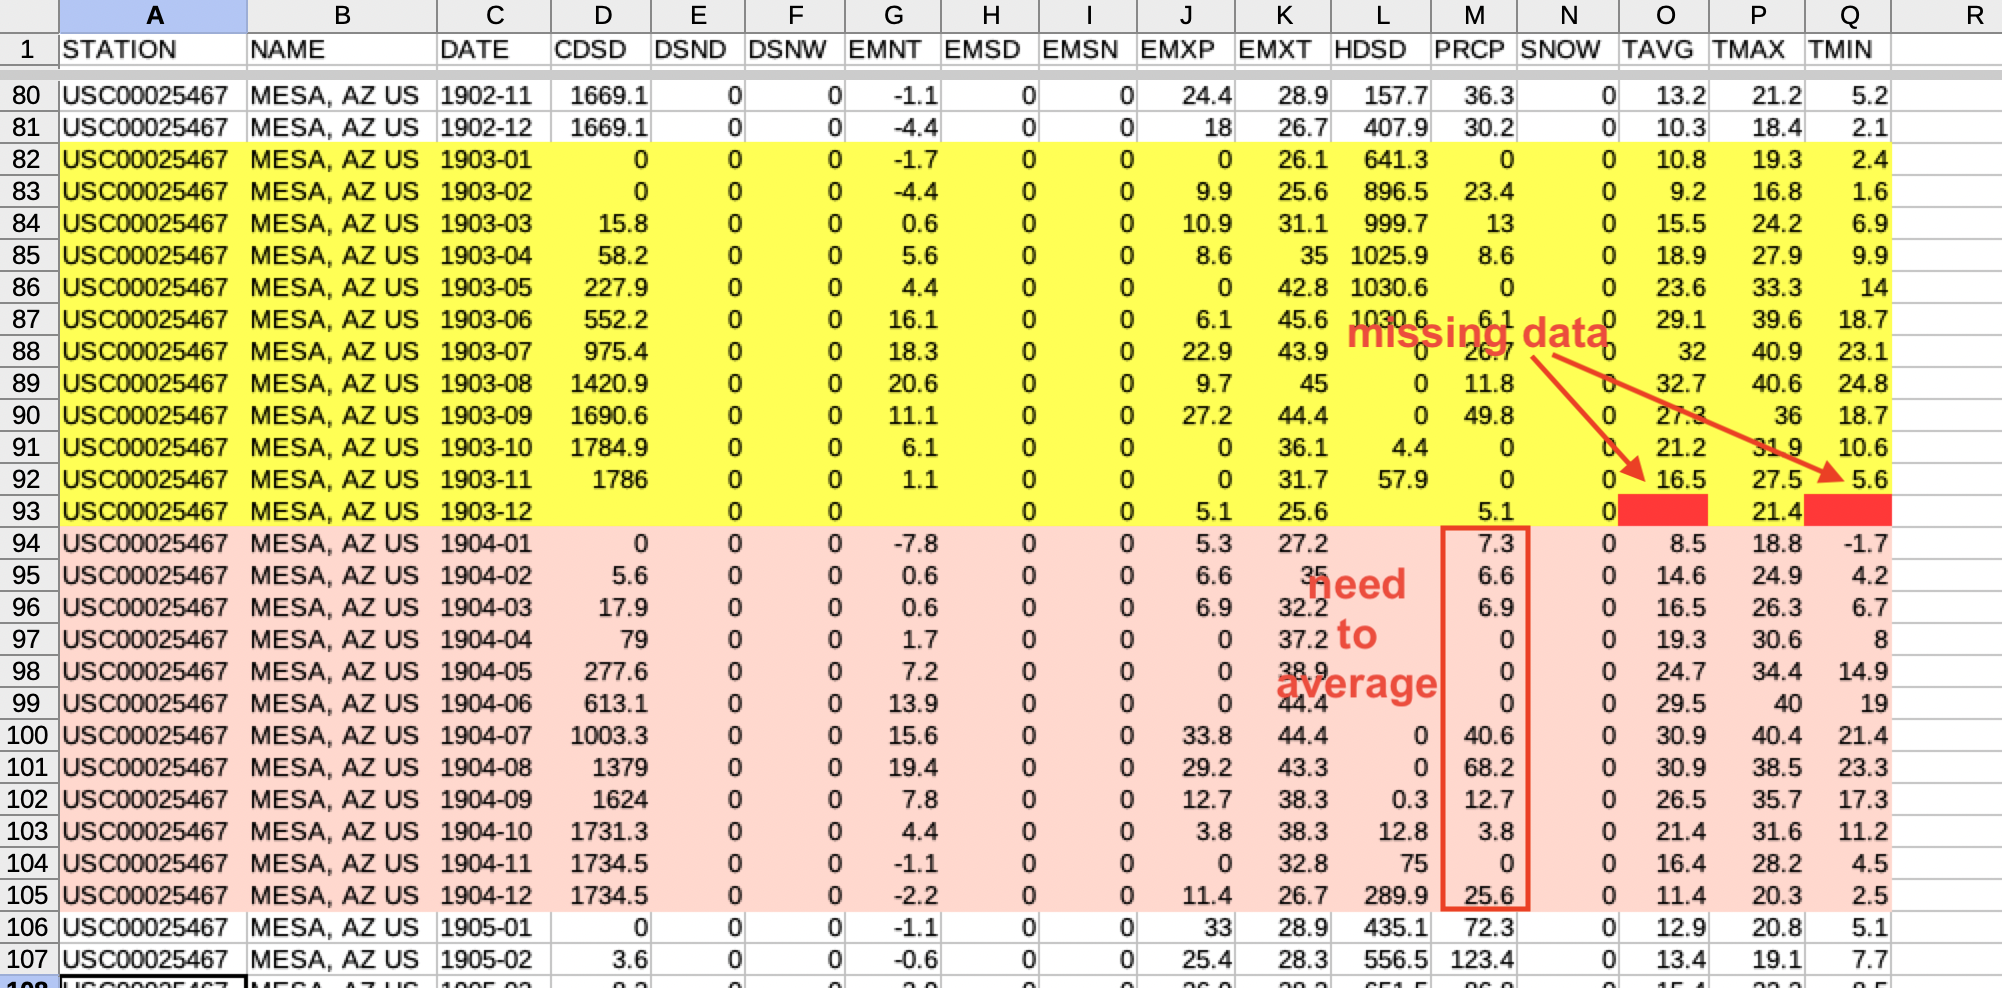 A B C D E F G H I J K L M N O P Q R
1 STATION NAME DATE CDSD DSND DSNW EMNT EMSD EMSN EMXP EMXT HDSD PRCP SNOW TAVG TMAX TMIN
80 USC00025467 MESA, AZ US 1902-11 1669.1 0 0 -1.1 0 0 24.4 28.9 157.7 36.3 0 13.2 21.2 5.2
81 USC00025467 MESA, AZ US 1902-12 1669.1 0 0 -4.4 0 0 18 26.7 407.9 30.2 0 10.3 18.4 2.1
82 USC00025467 MESA, AZ US 1903-01 0 0 0 -1.7 0 0 0 26.1 641.3 0 0 10.8 19.3 2.4
83 USC00025467 MESA, AZ US 1903-02 0 0 0 -4.4 0 0 9.9 25.6 896.5 23.4 0 9.2 16.8 1.6
84 USC00025467 MESA, AZ US 1903-03 15.8 0 0 0.6 0 0 10.9 31.1 999.7 13 0 15.5 24.2 6.9
85 USC00025467 MESA, AZ US 1903-04 58.2 0 0 5.6 0 0 8.6 35 1025.9 8.6 0 18.9 27.9 9.9
86 USC00025467 MESA, AZ US 1903-05 227.9 0 0 4.4 0 0 0 42.8 1030.6 0 0 23.6 33.3 14
87 USC00025467 MESA, AZ US 1903-06 552.2 0 0 16.1 0 0 6.1 45.6 1030.6 6.1 0 29.1 39.6 18.7
missing data
88 USC00025467 MESA, AZ US 1903-07 975.4 0 0 18.3 0 0 22.9 43.9 0 26.7 0 32 40.9 23.1
89 USC00025467 MESA, AZ US 1903-08 1420.9 0 0 20.6 0 0 9.7 45 0 11.8 0 32.7 40.6 24.8
90 USC00025467 MESA, AZ US 1903-09 1690.6 0 0 11.1 0 0 27.2 44.4 0 49.8 0 27.3 36 18.7
91 USC00025467 MESA, AZ US 1903-10 1784.9 0 0 6.1 0 0 0 36.1 4.4 0 0 21.2 31.9 10.6
92 USC00025467 MESA, AZ US 1903-11 1786 0 0 1.1 0 0 0 31.7 57.9 0 0 16.5 27.5 5.6
93 USC00025467 MESA, AZ US 1903-12 0 0 0 0 5.1 25.6 5.1 0 21.4
94 USC00025467 MESA, AZ US 1904-01 0 0 0 -7.8 0 0 5.3 27.2 7.3 0 8.5 18.8 -1.7
95 USC00025467 MESA, AZ US 1904-02 5.6 0 0 0.6 0 0 6.6 35 6.6 0 14.6 24.9 4.2
need
96 USC00025467 MESA, AZ US 1904-03 17.9 0 0 0.6 0 0 6.9 32.2 6.9 0 16.5 26.3 6.7
to
97 USC00025467 MESA, AZ US 1904-04 79 0 0 1.7 0 0 0 37.2 0 0 19.3 30.6 8
98 USC00025467 MESA, AZ US 1904-05 277.6 0 0 7.2 0 0 0 38.9 0 0 24.7 34.4 14.9
average
99 USC00025467 MESA, AZ US 1904-06 613.1 0 0 13.9 0 0 0 44.4 0 0 29.5 40 19
100 USC00025467 MESA, AZ US 1904-07 1003.3 0 0 15.6 0 0 33.8 44.4 0 40.6 0 30.9 40.4 21.4
101 USC00025467 MESA, AZ US 1904-08 1379 0 0 19.4 0 0 29.2 43.3 0 68.2 0 30.9 38.5 23.3
102 USC00025467 MESA, AZ US 1904-09 1624 0 0 7.8 0 0 12.7 38.3 0.3 12.7 0 26.5 35.7 17.3
103 USC00025467 MESA, AZ US 1904-10 1731.3 0 0 4.4 0 0 3.8 38.3 12.8 3.8 0 21.4 31.6 11.2
104 USC00025467 MESA, AZ US 1904-11 1734.5 0 0 -1.1 0 0 0 32.8 75 0 0 16.4 28.2 4.5
105 USC00025467 MESA, AZ US 1904-12 1734.5 0 0 -2.2 0 0 11.4 26.7 289.9 25.6 0 11.4 20.3 2.5
106 USC00025467 MESA, AZ US 1905-01 0 0 0 -1.1 0 0 33 28.9 435.1 72.3 0 12.9 20.8 5.1
107 USC00025467 MESA, AZ US 1905-02 3.6 0 0 -0.6 0 0 25.4 28.3 556.5 123.4 0 13.4 19.1 7.7